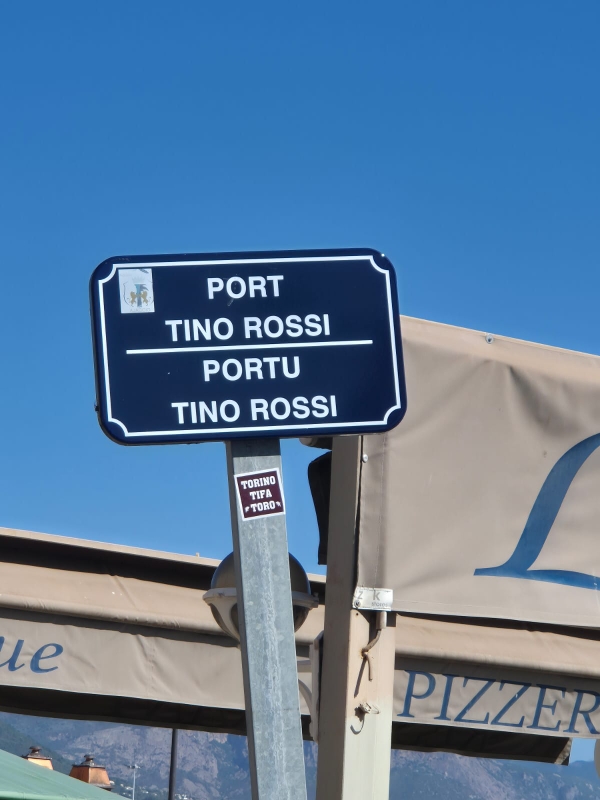 PORT
TINO ROSSI
PORTU
TINO ROSSI
TORINO
TIFA
TORO
L
ue
PIZZER